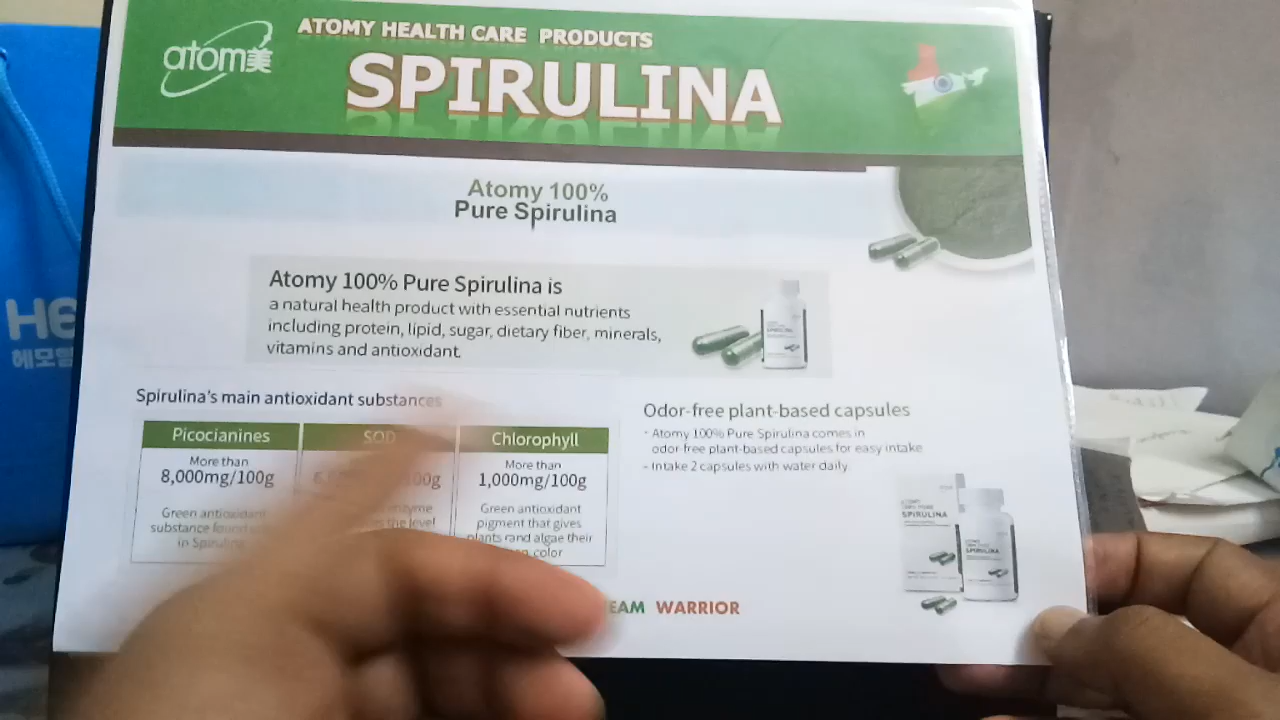 atom美
ATOMY HEALTH CARE PRODUCTS
SPIRULINA
Atomy 100%
Pure Spirulina
Atomy 100% Pure Spirulina is
a natural health product with essential nutrients
including protein, lipid, sugar, dietary fiber, minerals,
vitamins and antioxidant.
SPIRULINA
Spirulina's main antioxidant substances
Picocianines
More than
8,000mg/100g
Green antioxidant
substance found
in Spirulina
SOD
/100g
enzyme
the level
Chlorophyll
More than
1,000mg/100g
Green antioxidant
pigment that gives
plants rand algae their
color
Odor-free plant-based capsules
- Atomy 100% Pure Spirulina comes in
odor-free plant-based capsules for easy intake
- Intake 2 capsules with water daily
SPIRULINA
SPIRULINA
EAM WARRIOR
He
헤모